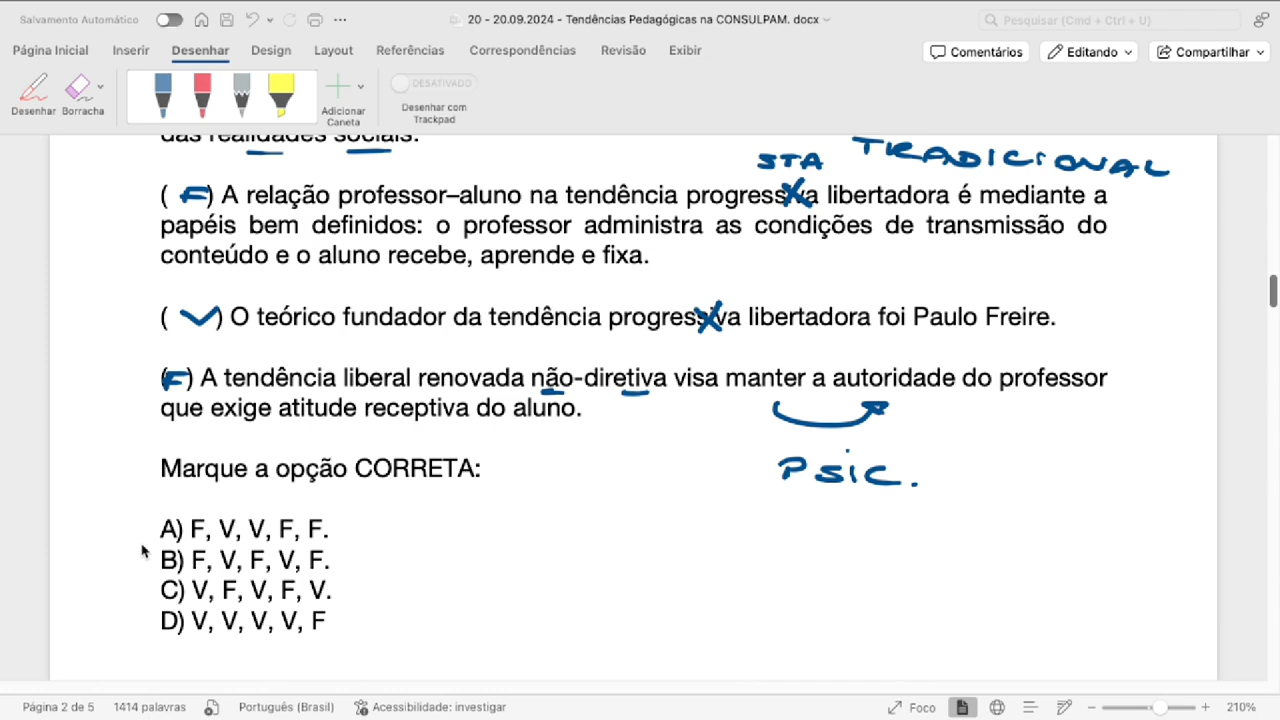 Salvamento Automático
20 - 20.09.2024 - Tendências Pedagógicas na CONSULPAM. docx
Pesquisar (Cmd + Ctrl + U)
Página Inicial Inserir Desenhar Design Layout Referências Correspondências Revisão Exibir
Comentários Editando Compartilhar
Desenhar Borracha
Adicionar Caneta
DESATIVADO
Desenhar com Trackpad
das realidades sociais.
STA TRADICIONAL
( F) A relação professor–aluno na tendência progressiva libertadora é mediante a
papéis bem definidos: o professor administra as condições de transmissão do
conteúdo e o aluno recebe, aprende e fixa.
( V) O teórico fundador da tendência progressiva libertadora foi Paulo Freire.
(F) A tendência liberal renovada não-diretiva visa manter a autoridade do professor
que exige atitude receptiva do aluno.
PSIC.
Marque a opção CORRETA:
A) F, V, V, F, F.
B) F, V, F, V, F.
C) V, F, V, F, V.
D) V, V, V, V, F
Página 2 de 5 1414 palavras Português (Brasil) Acessibilidade: investigar Foco 210%